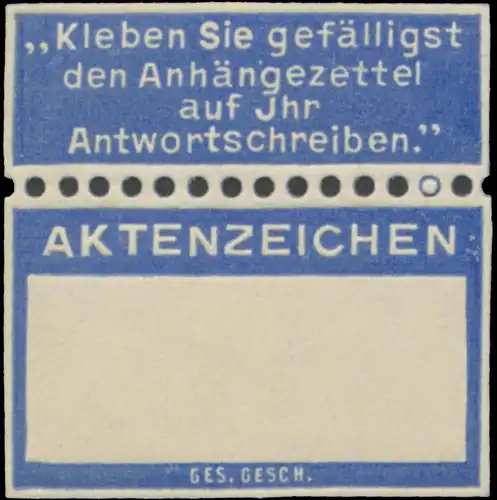 „Kleben Sie gefälligst
den Anhängezettel
auf Jhr
Antwortschreiben.”
AKTENZEICHEN
GES. GESCH.